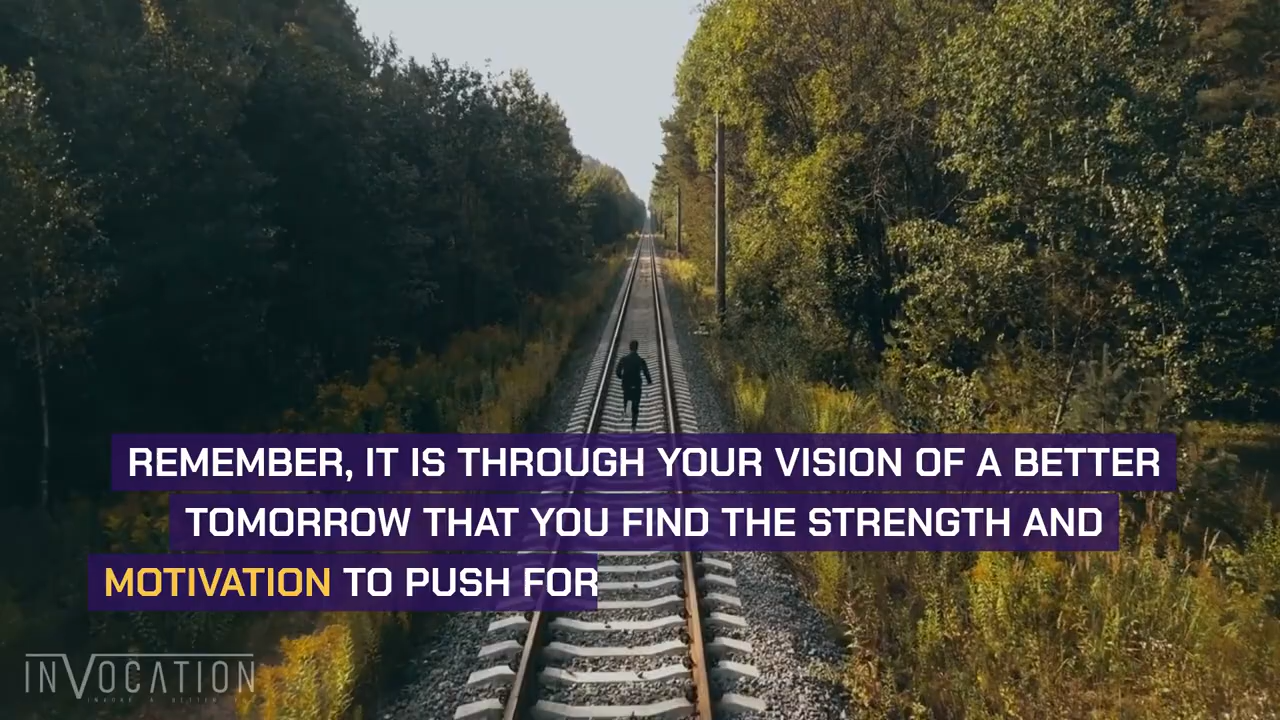 REMEMBER, IT IS THROUGH YOUR VISION OF A BETTER
TOMORROW THAT YOU FIND THE STRENGTH AND
MOTIVATION TO PUSH FOR
INVOCATION